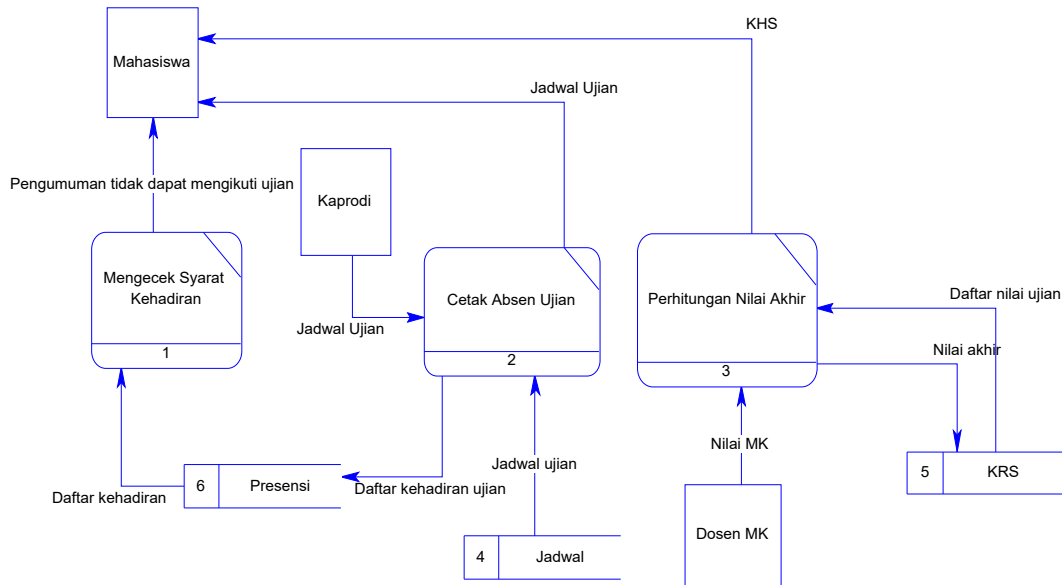 KHS
Mahasiswa
Jadwal Ujian
Pengumuman tidak dapat mengikuti ujian
Kaprodi
Mengecek Syarat
Kehadiran
1
Jadwal Ujian
Cetak Absen Ujian
2
Perhitungan Nilai Akhir
3
Daftar nilai ujian
Nilai akhir
Nilai MK
Jadwal ujian
5
KRS
6
Presensi
Daftar kehadiran
Daftar kehadiran ujian
Dosen MK
4
Jadwal